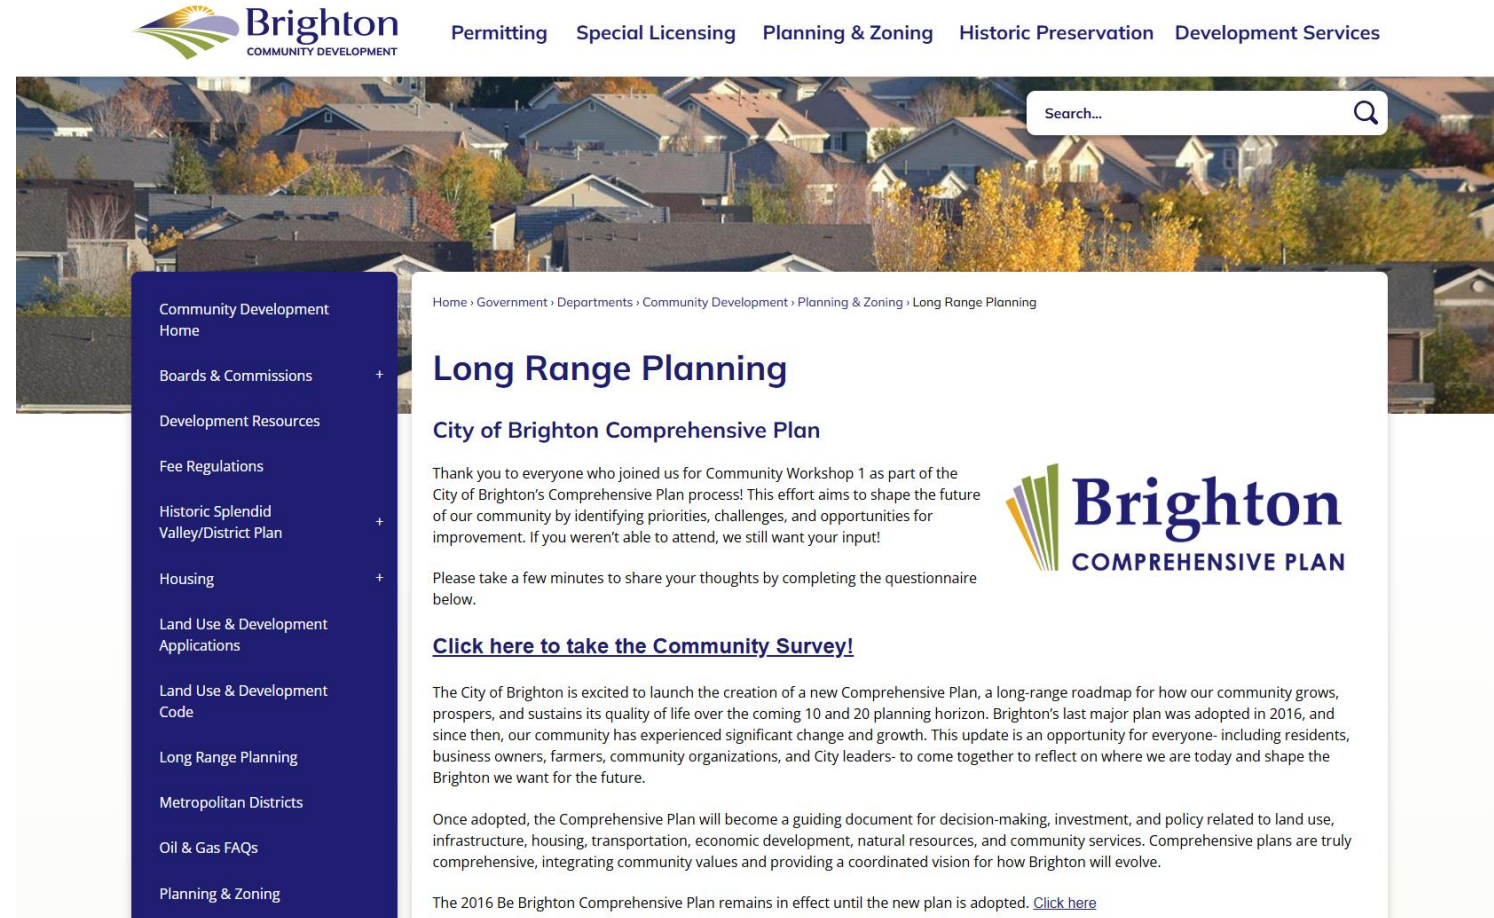 Brighton
COMMUNITY DEVELOPMENT
Permitting Special Licensing Planning & Zoning Historic Preservation Development Services
Search...
Community Development
Home
Boards & Commissions +
Development Resources
Fee Regulations
Historic Splendid
Valley/District Plan +
Housing +
Land Use & Development
Applications
Land Use & Development
Code
Long Range Planning
Metropolitan Districts
Oil & Gas FAQs
Planning & Zoning
Home › Government › Departments › Community Development › Planning & Zoning › Long Range Planning
Long Range Planning
City of Brighton Comprehensive Plan
Thank you to everyone who joined us for Community Workshop 1 as part of the
City of Brighton's Comprehensive Plan process! This effort aims to shape the future
of our community by identifying priorities, challenges, and opportunities for
improvement. If you weren't able to attend, we still want your input!
Brighton
COMPREHENSIVE PLAN
Please take a few minutes to share your thoughts by completing the questionnaire
below.
Click here to take the Community Survey!
The City of Brighton is excited to launch the creation of a new Comprehensive Plan, a long-range roadmap for how our community grows,
prospers, and sustains its quality of life over the coming 10 and 20 planning horizon. Brighton's last major plan was adopted in 2016, and
since then, our community has experienced significant change and growth. This update is an opportunity for everyone- including residents,
business owners, farmers, community organizations, and City leaders- to come together to reflect on where we are today and shape the
Brighton we want for the future.
Once adopted, the Comprehensive Plan will become a guiding document for decision-making, investment, and policy related to land use,
infrastructure, housing, transportation, economic development, natural resources, and community services. Comprehensive plans are truly
comprehensive, integrating community values and providing a coordinated vision for how Brighton will evolve.
The 2016 Be Brighton Comprehensive Plan remains in effect until the new plan is adopted. Click here